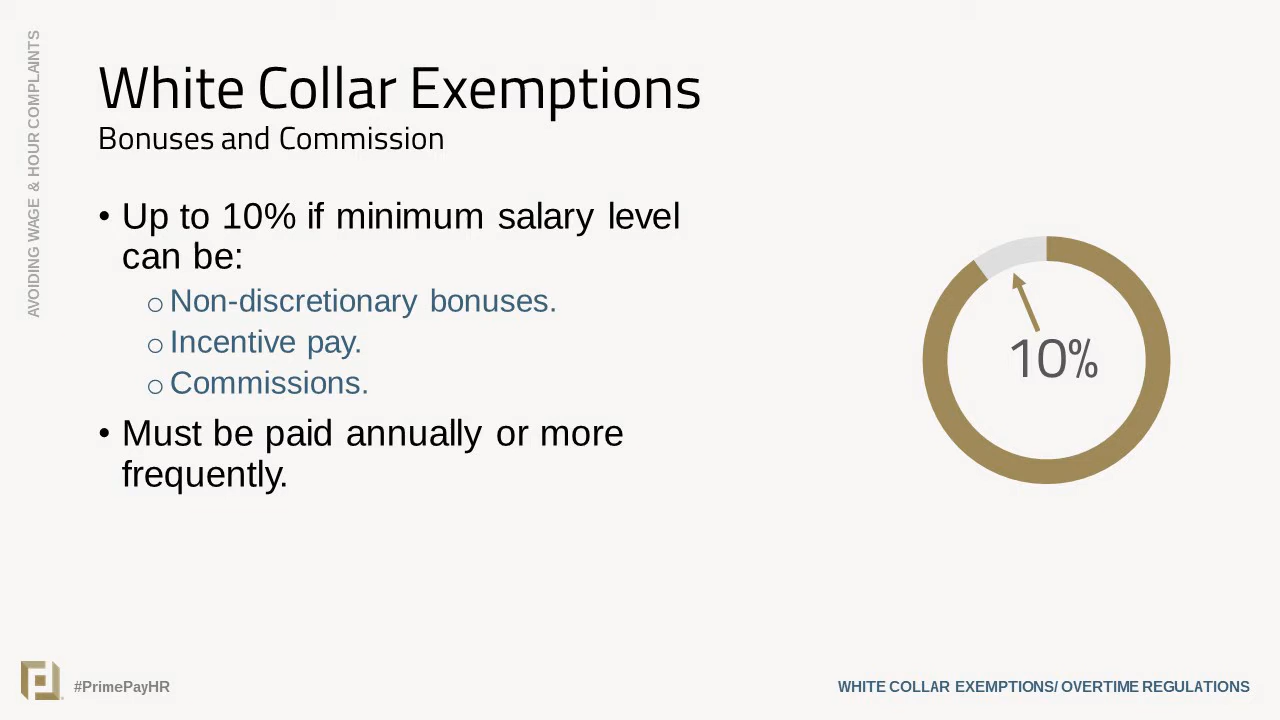 AVOIDING WAGE & HOUR COMPLAINTS
White Collar Exemptions
Bonuses and Commission
• Up to 10% if minimum salary level
can be:
o Non-discretionary bonuses.
o Incentive pay.
o Commissions.
• Must be paid annually or more
frequently.
10%
#PrimePayHR
WHITE COLLAR EXEMPTIONS/ OVERTIME REGULATIONS